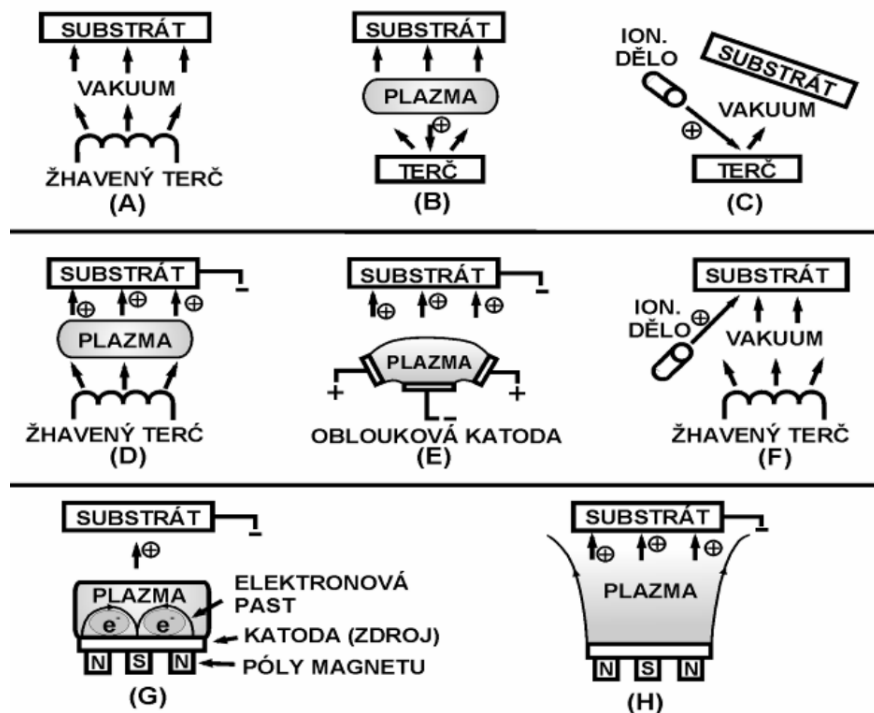 SUBSTRÁT
VAKUUM
ŽHAVENÝ TERČ
(A)
SUBSTRÁT
PLAZMA
⊕
TERČ
(B)
ION.
DĚLO
SUBSTRÁT
VAKUUM
⊕
TERČ
(C)
SUBSTRÁT
-
⊕ ⊕ ⊕
PLAZMA
ŽHAVENÝ TERĆ
(D)
SUBSTRÁT
-
⊕ ⊕ ⊕
PLAZMA
+ - +
OBLOUKOVÁ KATODA
(E)
SUBSTRÁT
ION.
DĚLO
⊕
VAKUUM
ŽHAVENÝ TERČ
(F)
SUBSTRÁT
-
⊕
PLAZMA
e- e-
ELEKTRONOVÁ
PAST
KATODA (ZDROJ)
N S N
PÓLY MAGNETU
(G)
SUBSTRÁT
-
⊕ ⊕ ⊕
PLAZMA
N S N
(H)